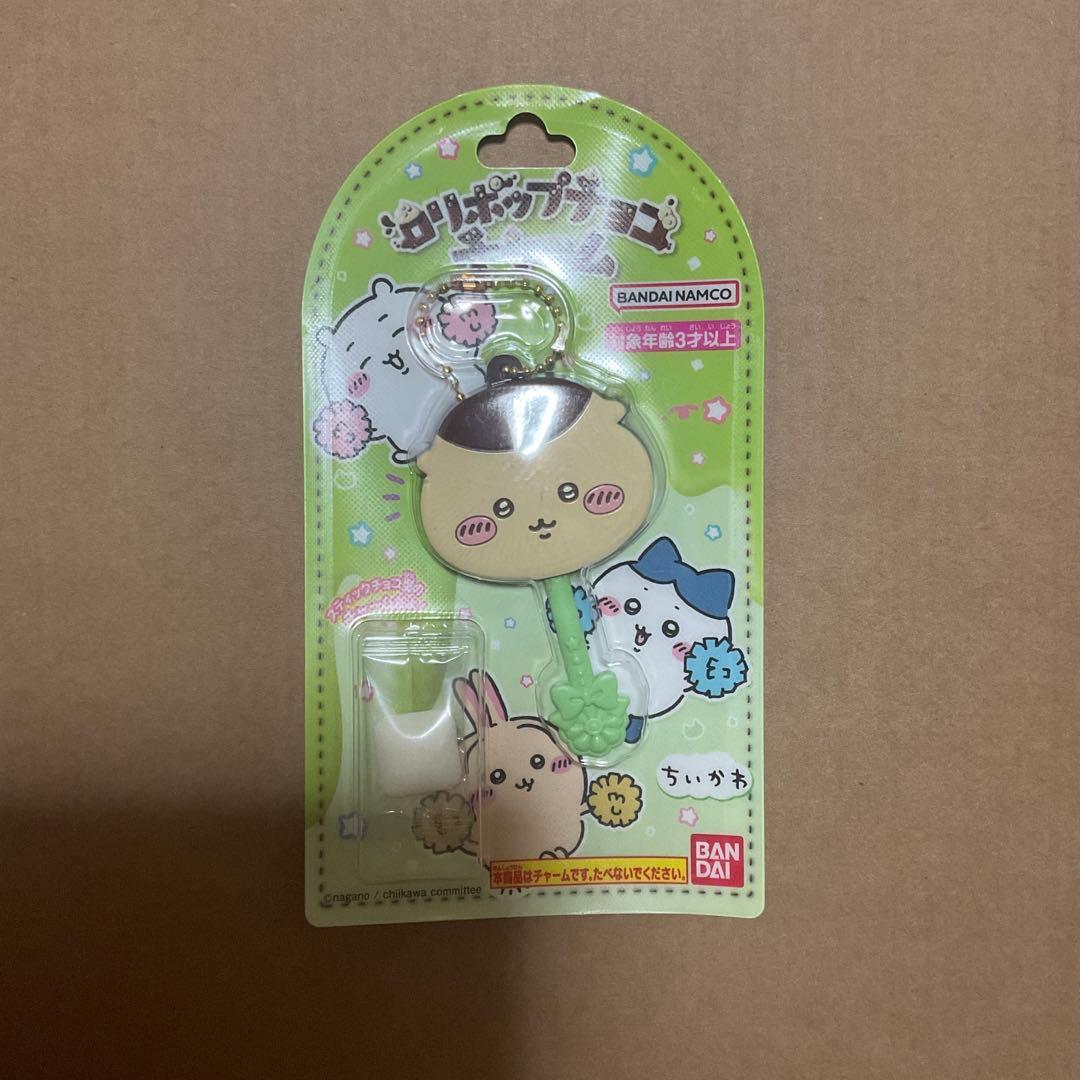 ロリポップチョコ
チャーム
BANDAI NAMCO
対象年齢3才以上
ちいかわ
本商品はチャームです。たべないでください。
BAN
DAI
©nagano / chiikawa committee